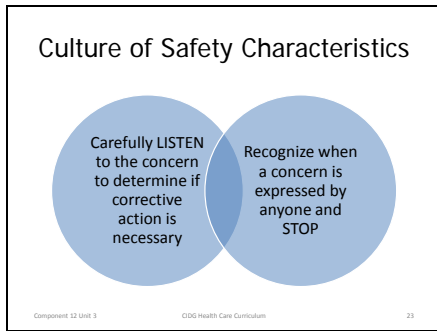 Culture of Safety Characteristics
Carefully LISTEN
to the concern
to determine if
corrective
action is
necessary
Recognize when
a concern is
expressed by
anyone and
STOP
Component 12 Unit 3
CIDG Health Care Curriculum
23